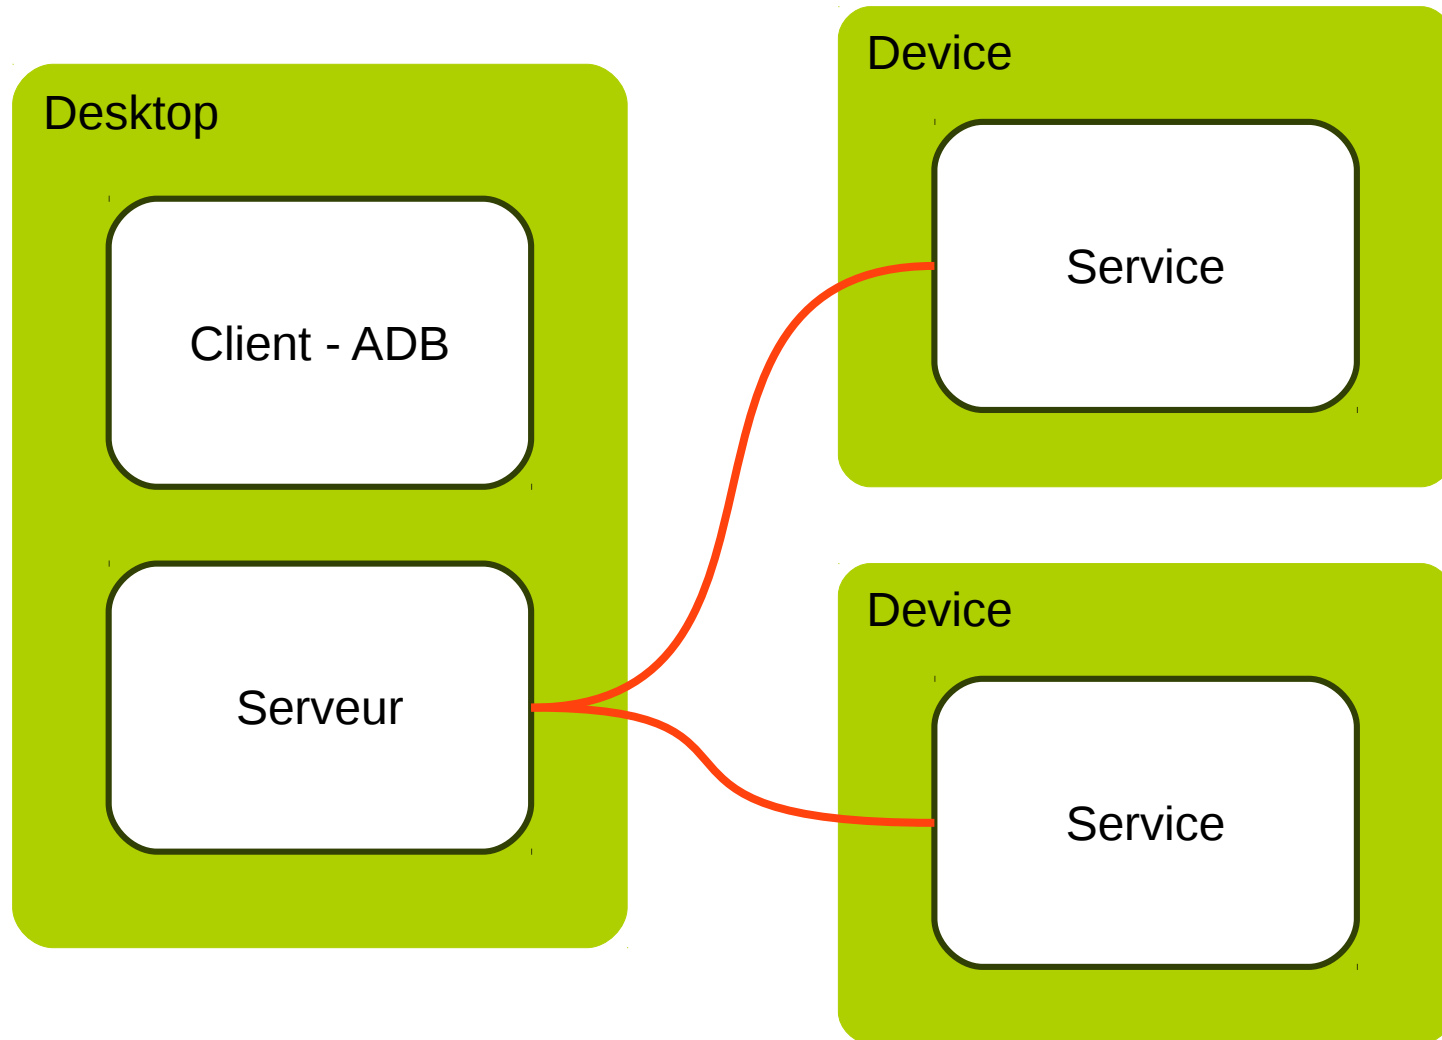 Desktop
Client - ADB
Serveur
Device
Service
Device
Service